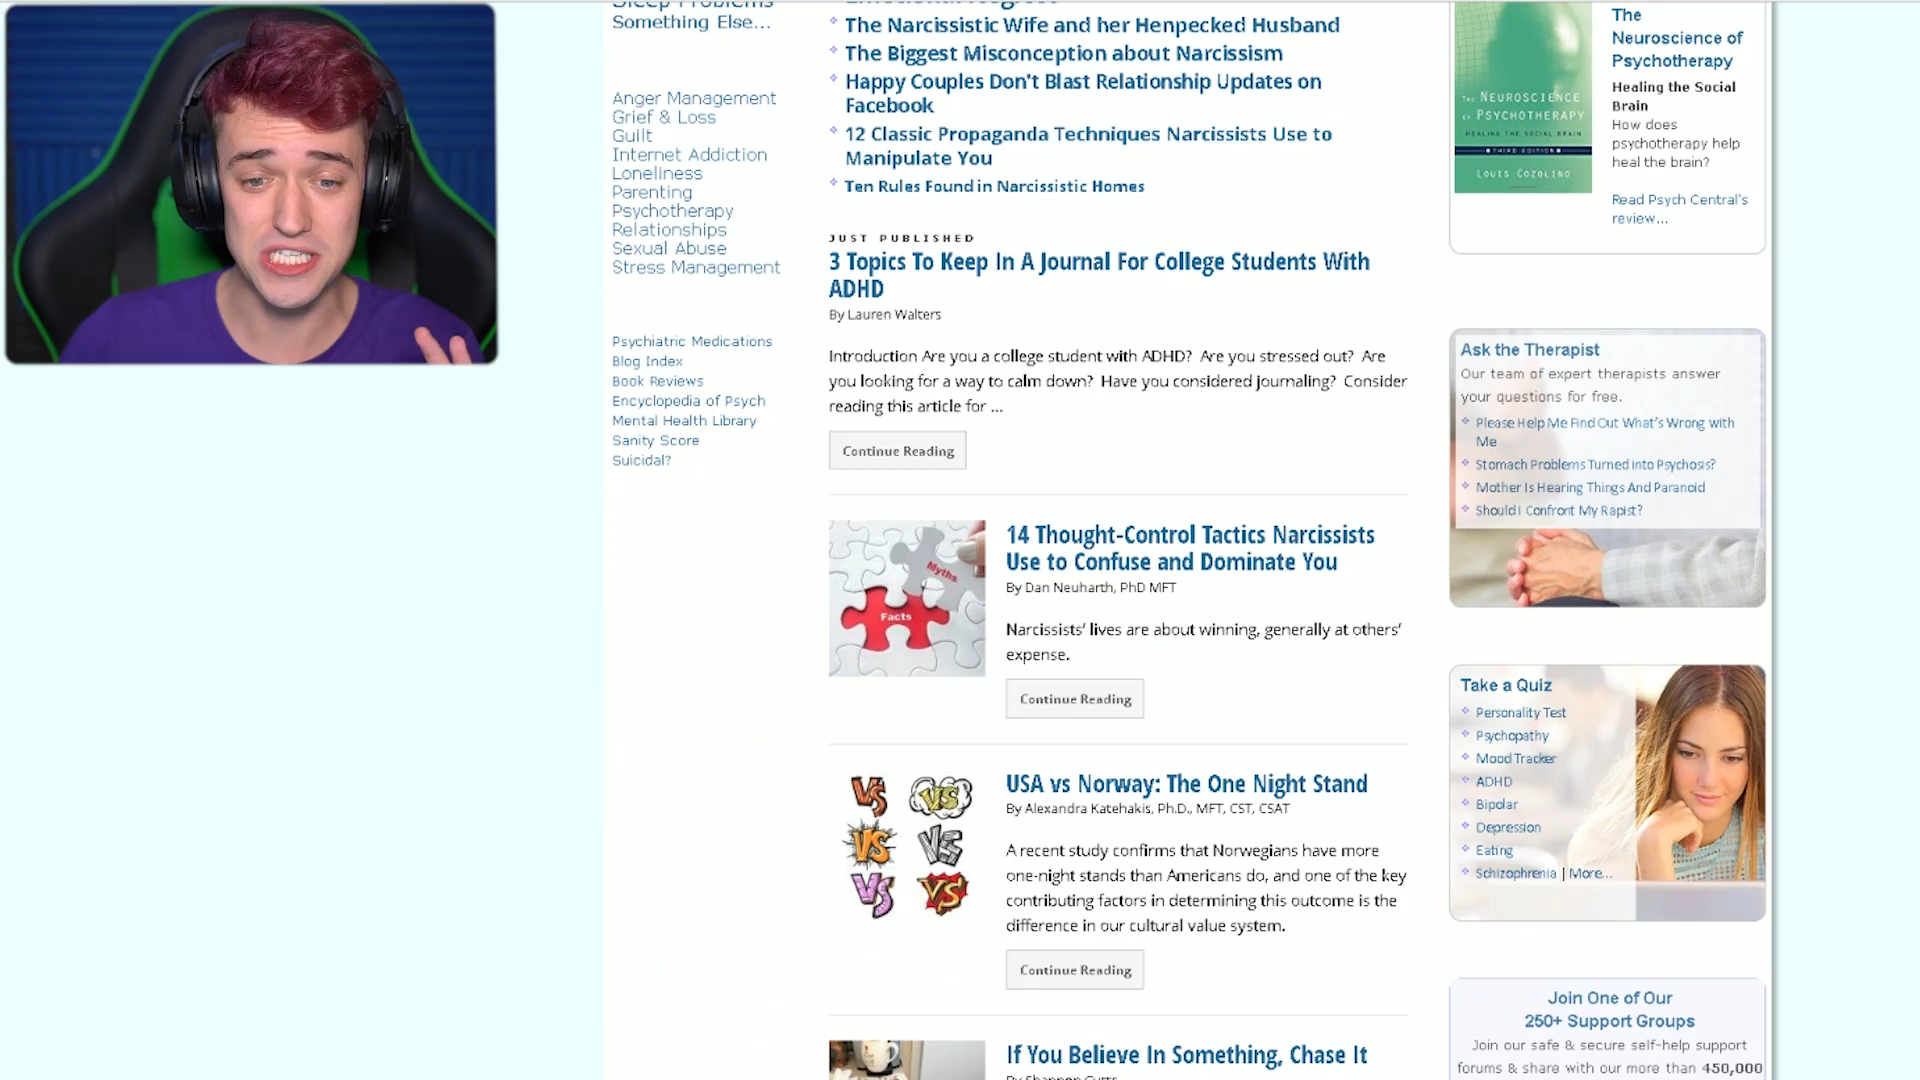 Sleep Problems
Something Else...
Anger Management
Grief & Loss
Guilt
Internet Addiction
Loneliness
Parenting
Psychotherapy
Relationships
Sexual Abuse
Stress Management
Psychiatric Medications
Blog Index
Book Reviews
Encyclopedia of Psych
Mental Health Library
Sanity Score
Suicidal?
The Narcissistic Wife and her Henpecked Husband
The Biggest Misconception about Narcissism
Happy Couples Don't Blast Relationship Updates on
Facebook
12 Classic Propaganda Techniques Narcissists Use to
Manipulate You
Ten Rules Found in Narcissistic Homes
JUST PUBLISHED
3 Topics To Keep In A Journal For College Students With
ADHD
By Lauren Walters
Introduction Are you a college student with ADHD? Are you stressed out? Are
you looking for a way to calm down? Have you considered journaling? Consider
reading this article for ...
Continue Reading
Myths
Facts
14 Thought-Control Tactics Narcissists
Use to Confuse and Dominate You
By Dan Neuharth, PhD MFT
Narcissists' lives are about winning, generally at others'
expense.
Continue Reading
VS VS
VS VS
VS VS
USA vs Norway: The One Night Stand
By Alexandra Katehakis, Ph.D., MFT, CST, CSAT
A recent study confirms that Norwegians have more
one-night stands than Americans do, and one of the key
contributing factors in determining this outcome is the
difference in our cultural value system.
Continue Reading
If You Believe In Something, Chase It
THE NEUROSCIENCE
OF PSYCHOTHERAPY
HEALING THE SOCIAL BRAIN
THIRD EDITION
LOUIS COZOLINO
The
Neuroscience of
Psychotherapy
Healing the Social
Brain
How does
psychotherapy help
heal the brain?
Read Psych Central's
review...
Ask the Therapist
Our team of expert therapists answer
your questions for free.
Please Help Me Find Out What's Wrong with
Me
Stomach Problems Turned into Psychosis?
Mother Is Hearing Things And Paranoid
Should I Confront My Rapist?
Take a Quiz
Personality Test
Psychopathy
Mood Tracker
ADHD
Bipolar
Depression
Eating
Schizophrenia | More...
Join One of Our
250+ Support Groups
Join our safe & secure self-help support
forums & share with our more than 450,000